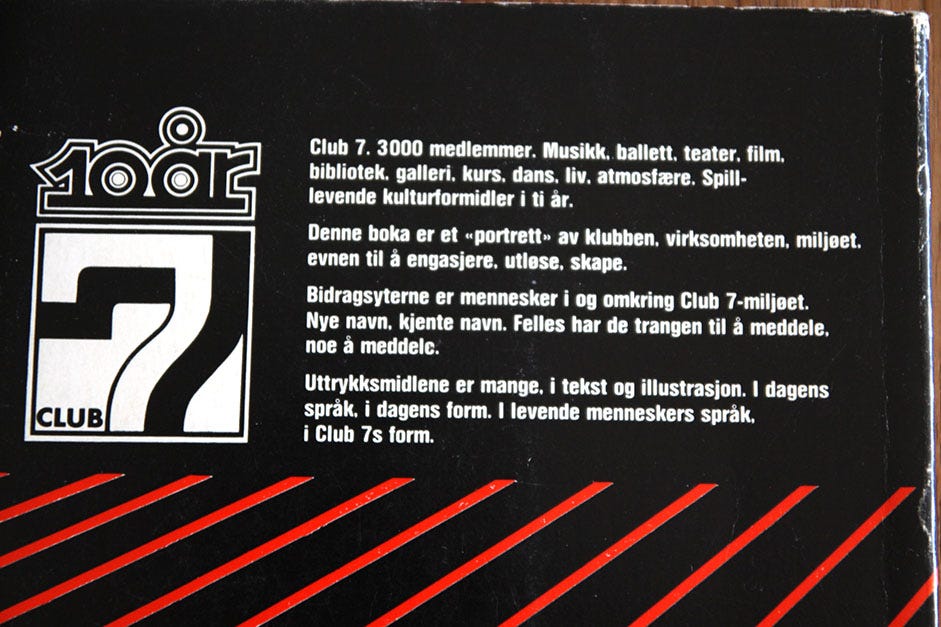 10 år
CLUB 7
Club 7. 3000 medlemmer. Musikk, ballett, teater, film,
bibliotek, galleri, kurs, dans, liv, atmosfære. Spill-
levende kulturformidler i ti år.
Denne boka er et «portrett» av klubben, virksomheten, miljøet,
evnen til å engasjere, utløse, skape.
Bidragsyterne er mennesker i og omkring Club 7-miljøet.
Nye navn, kjente navn. Felles har de trangen til å meddele,
noe å meddele.
Uttrykksmidlene er mange, i tekst og illustrasjon. I dagens
språk, i dagens form. I levende menneskers språk,
i Club 7s form.